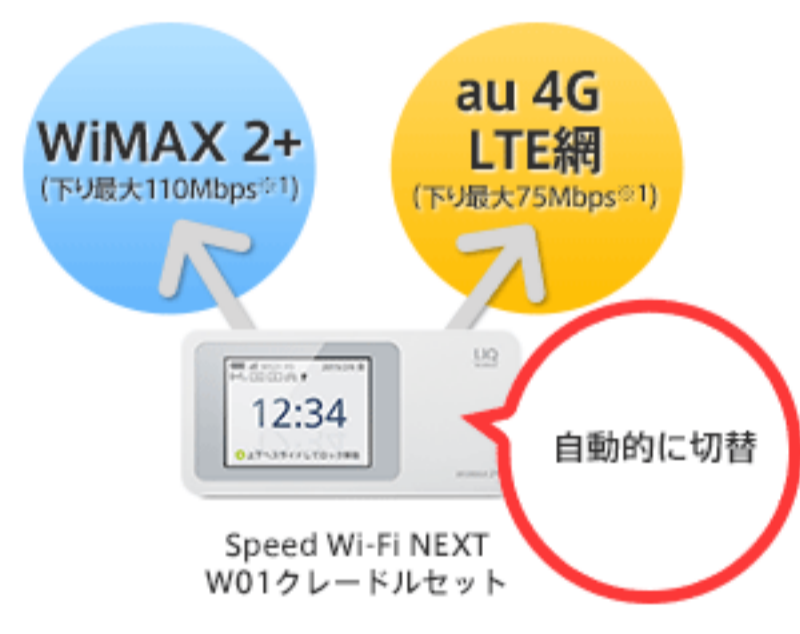 WiMAX 2+
(下り最大110Mbps※1)
au 4G
LTE網
(下り最大75Mbps※1)
UQ
12:34
自動的に切替
Speed Wi-Fi NEXT
W01クレードルセット